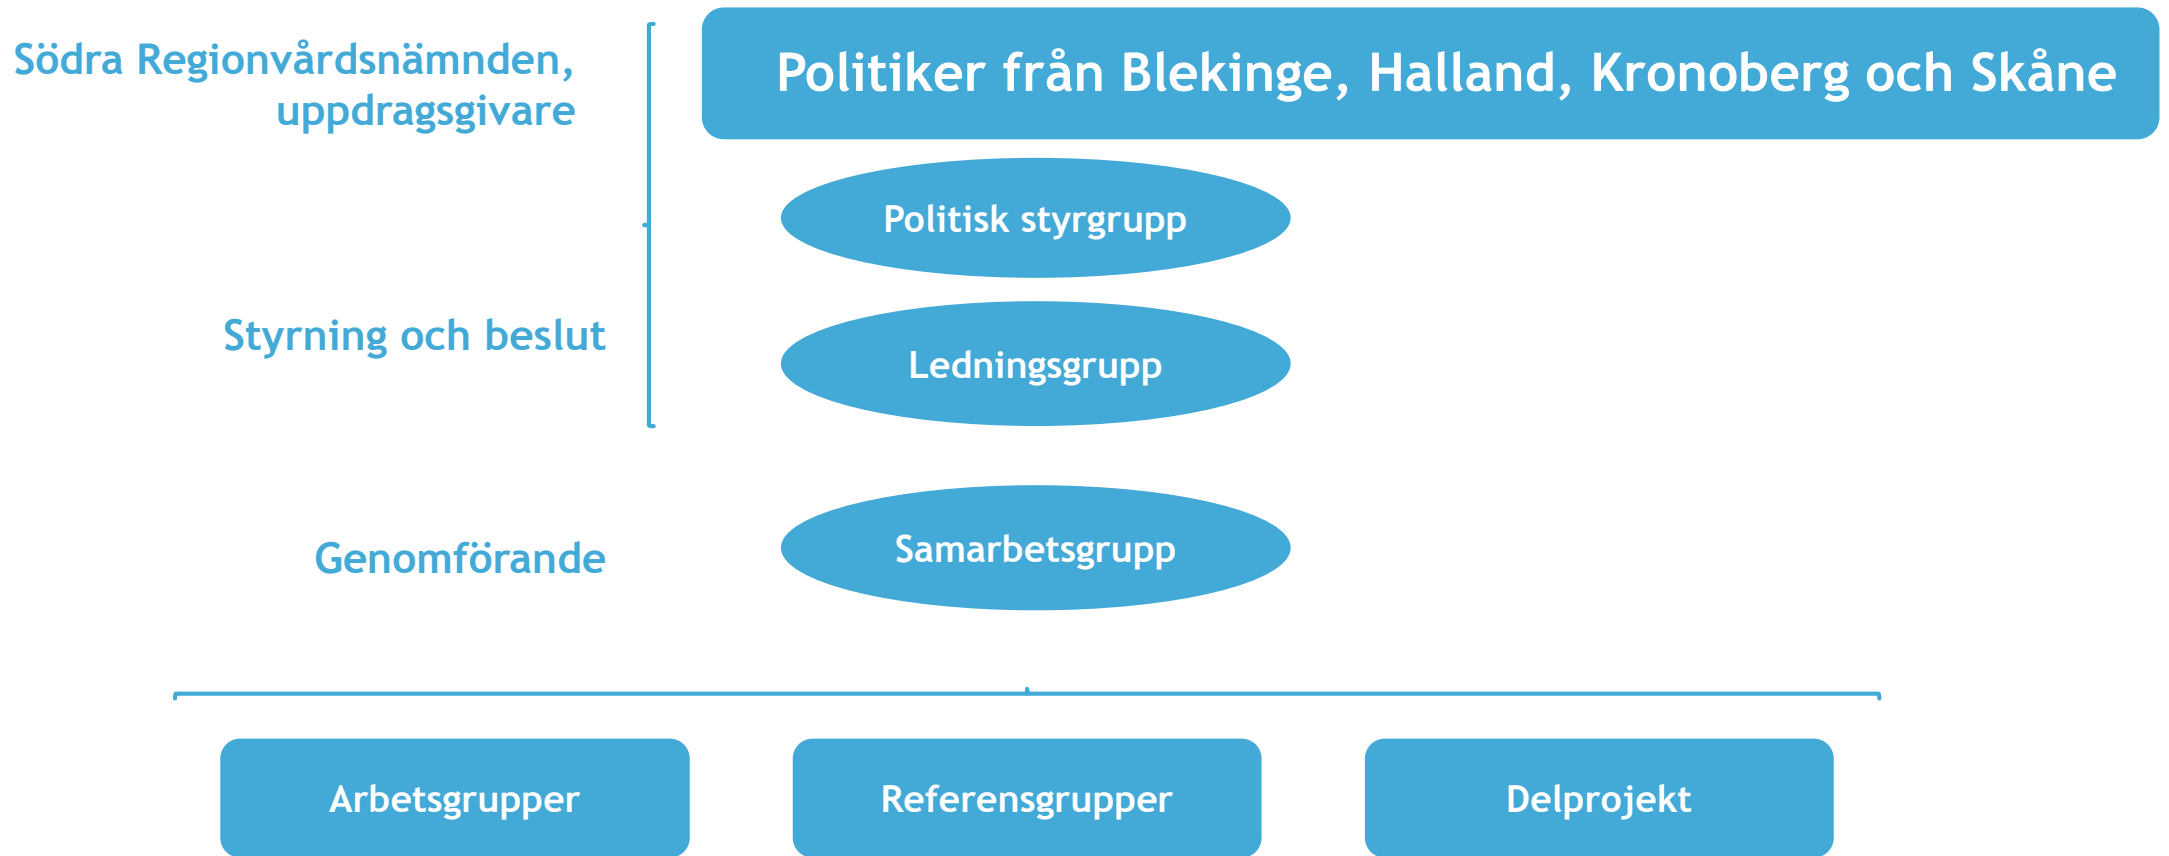 Södra Regionvårdsnämnden,
uppdragsgivare
Politiker från Blekinge, Halland, Kronoberg och Skåne
Politisk styrgrupp
Styrning och beslut
Ledningsgrupp
Genomförande
Samarbetsgrupp
Arbetsgrupper
Referensgrupper
Delprojekt